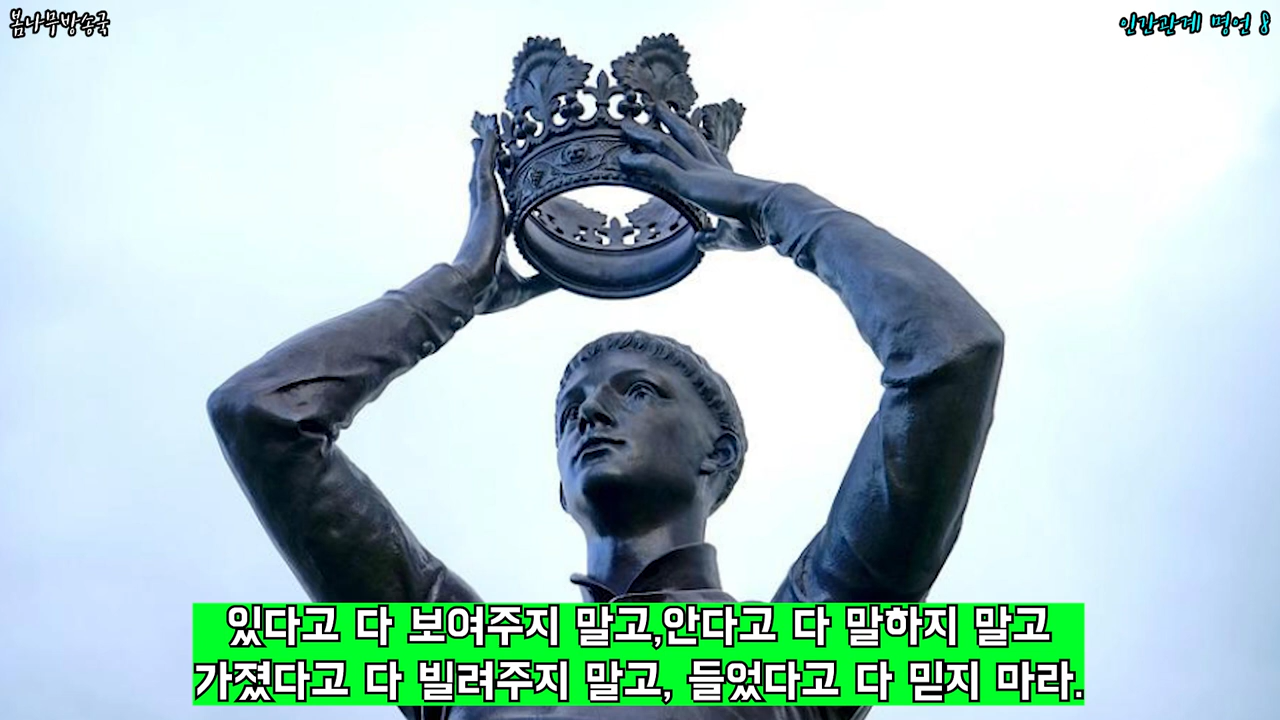 봄나무방송국
인간관계 명언 8
있다고 다 보여주지 말고,안다고 다 말하지 말고
가졌다고 다 빌려주지 말고, 들었다고 다 믿지 마라.